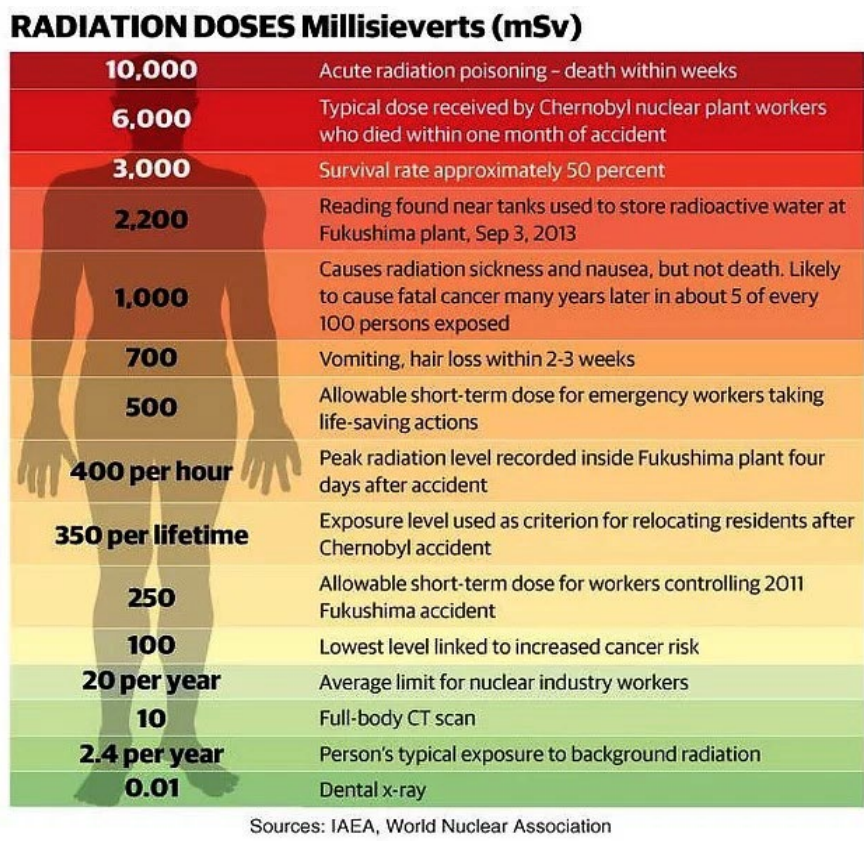 RADIATION DOSES Millisieverts (mSv)
10,000 Acute radiation poisoning – death within weeks
6,000 Typical dose received by Chernobyl nuclear plant workers
who died within one month of accident
3,000 Survival rate approximately 50 percent
2,200 Reading found near tanks used to store radioactive water at
Fukushima plant, Sep 3, 2013
1,000 Causes radiation sickness and nausea, but not death. Likely
to cause fatal cancer many years later in about 5 of every
100 persons exposed
700 Vomiting, hair loss within 2-3 weeks
500 Allowable short-term dose for emergency workers taking
life-saving actions
400 per hour Peak radiation level recorded inside Fukushima plant four
days after accident
350 per lifetime Exposure level used as criterion for relocating residents after
Chernobyl accident
250 Allowable short-term dose for workers controlling 2011
Fukushima accident
100 Lowest level linked to increased cancer risk
20 per year Average limit for nuclear industry workers
10 Full-body CT scan
2.4 per year Person's typical exposure to background radiation
0.01 Dental x-ray
Sources: IAEA, World Nuclear Association